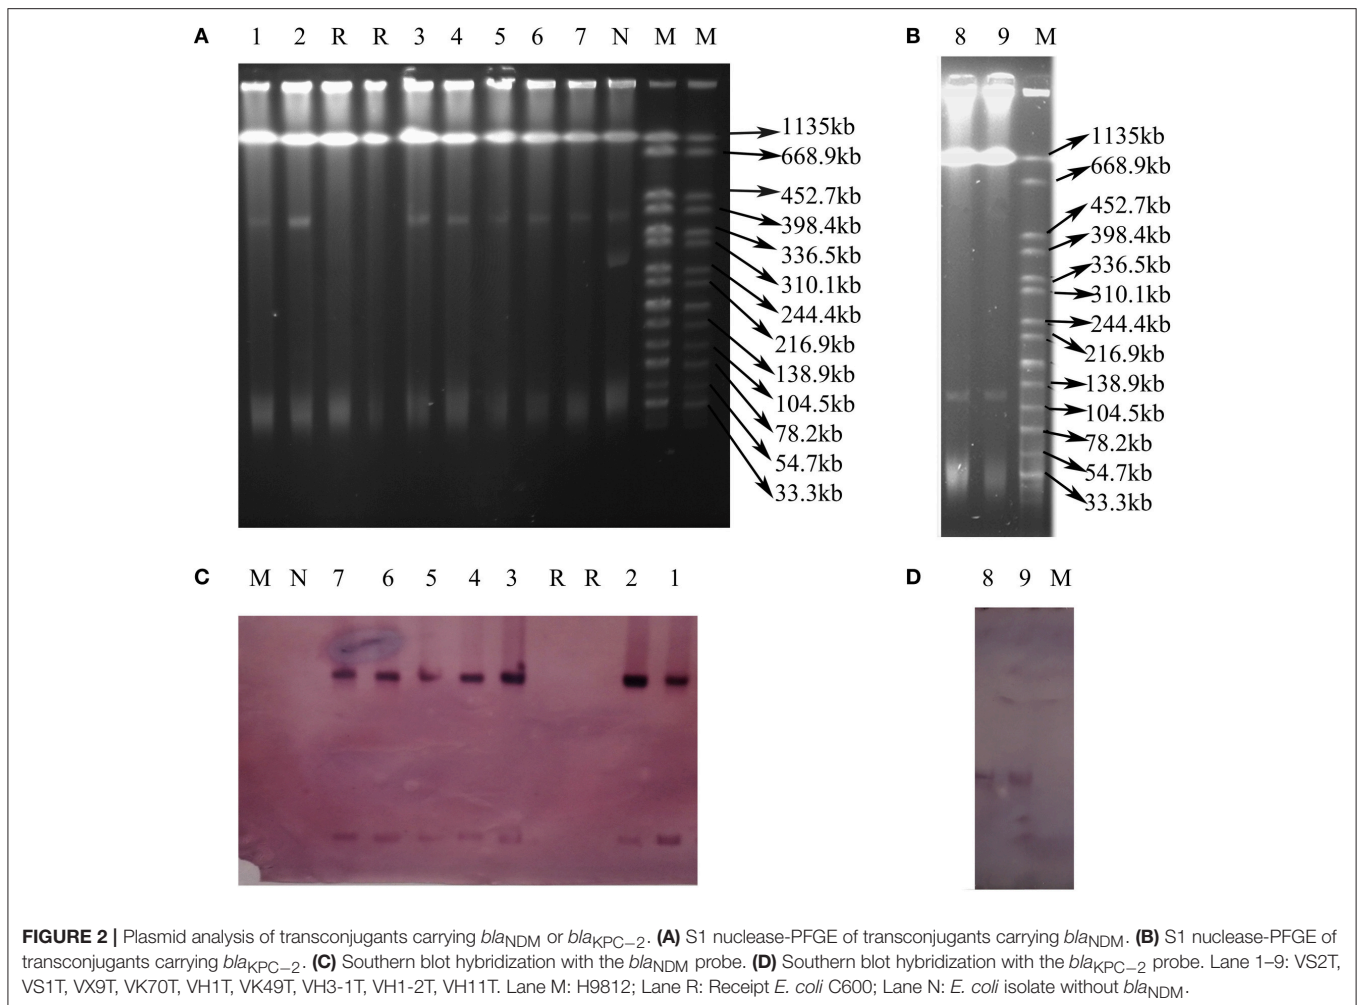 A 1 2 R R 3 4 5 6 7 N M M
1135kb
668.9kb
452.7kb
398.4kb
336.5kb
310.1kb
244.4kb
216.9kb
138.9kb
104.5kb
78.2kb
54.7kb
33.3kb
B 8 9 M
1135kb
668.9kb
452.7kb
398.4kb
336.5kb
310.1kb
244.4kb
216.9kb
138.9kb
104.5kb
78.2kb
54.7kb
33.3kb
C M N 7 6 5 4 3 R R 2 1
D 8 9 M
FIGURE 2 | Plasmid analysis of transconjugants carrying blaNDM or blaKPC−2. (A) S1 nuclease-PFGE of transconjugants carrying blaNDM. (B) S1 nuclease-PFGE of
transconjugants carrying blaKPC−2. (C) Southern blot hybridization with the blaNDM probe. (D) Southern blot hybridization with the blaKPC−2 probe. Lane 1–9: VS2T,
VS1T, VX9T, VK70T, VH1T, VK49T, VH3-1T, VH1-2T, VH11T. Lane M: H9812; Lane R: Receipt E. coli C600; Lane N: E. coli isolate without blaNDM.